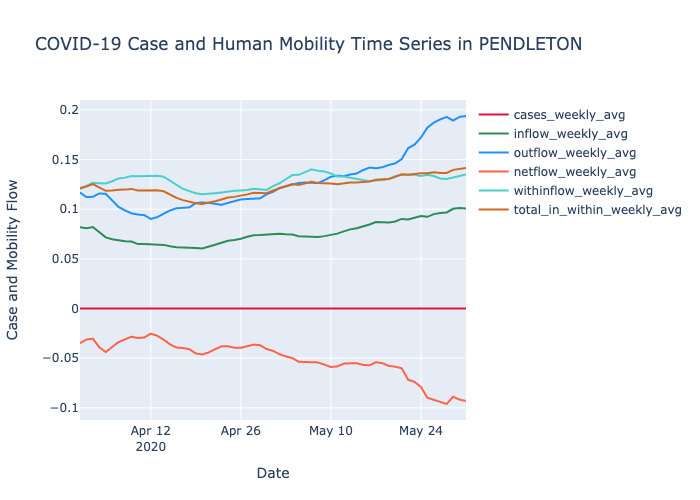 COVID-19 Case and Human Mobility Time Series in PENDLETON
Case and Mobility Flow
0.2
0.15
0.1
0.05
0
−0.05
−0.1
Apr 12
2020
Apr 26
May 10
May 24
Date
cases_weekly_avg
inflow_weekly_avg
outflow_weekly_avg
netflow_weekly_avg
withinflow_weekly_avg
total_in_within_weekly_avg